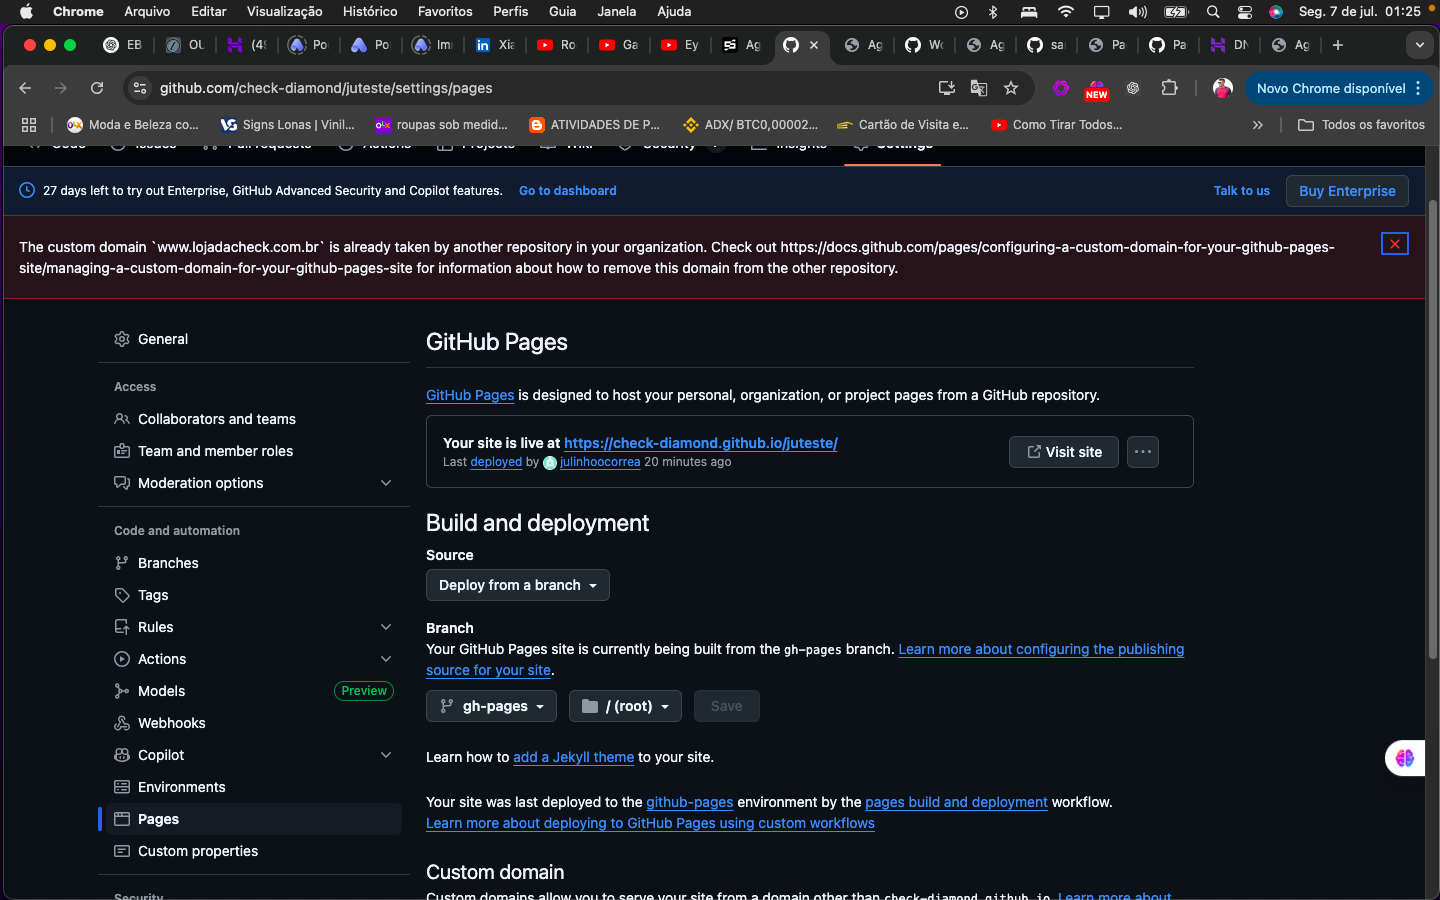 Chrome Arquivo Editar Visualização Histórico Favoritos Perfis Guia Janela Ajuda Seg. 7 de jul. 01:25
EB OU (4 Po Po Im Xia Ro Ga Ey Ag Ag Wo Ag sa Pa Pa DN Ag
github.com/check-diamond/juteste/settings/pages NEW Novo Chrome disponível
Moda e Beleza co... Signs Lonas | Vinil... roupas sob medid... ATIVIDADES DE P... ADX/ BTC0,00002... Cartão de Visita e... Como Tirar Todos... » Todos os favoritos
Code Issues Pull requests Actions Projects Wiki Security Insights Settings
27 days left to try out Enterprise, GitHub Advanced Security and Copilot features. Go to dashboard Talk to us Buy Enterprise
The custom domain `www.lojadacheck.com.br` is already taken by another repository in your organization. Check out https://docs.github.com/pages/configuring-a-custom-domain-for-your-github-pages-
site/managing-a-custom-domain-for-your-github-pages-site for information about how to remove this domain from the other repository.
General
Access
Collaborators and teams
Team and member roles
Moderation options
Code and automation
Branches
Tags
Rules
Actions
Models Preview
Webhooks
Copilot
Environments
Pages
Custom properties
Security
GitHub Pages
GitHub Pages is designed to host your personal, organization, or project pages from a GitHub repository.
Your site is live at https://check-diamond.github.io/juteste/
Last deployed by julinhoocorrea 20 minutes ago
Visit site
Build and deployment
Source
Deploy from a branch
Branch
Your GitHub Pages site is currently being built from the gh-pages branch. Learn more about configuring the publishing
source for your site.
gh-pages / (root) Save
Learn how to add a Jekyll theme to your site.
Your site was last deployed to the github-pages environment by the pages build and deployment workflow.
Learn more about deploying to GitHub Pages using custom workflows
Custom domain
Custom domains allow you to serve your site from a domain other than check-diamond.github.io. Learn more about